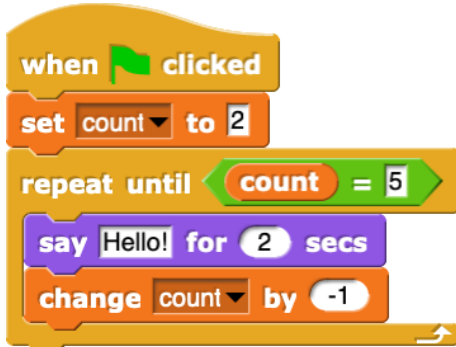 when clicked
set count to 2
repeat until count = 5
say Hello! for 2 secs
change count by -1